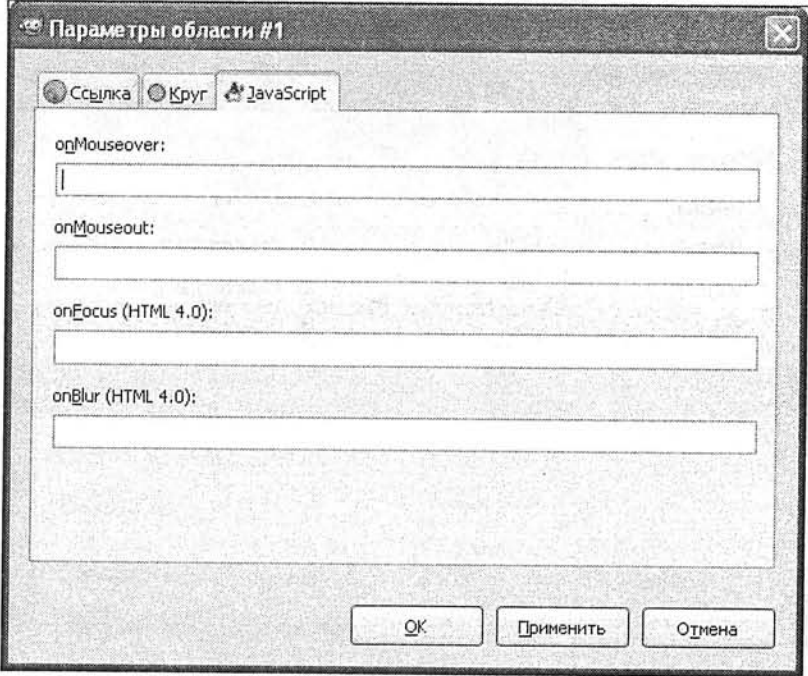 Параметры области #1
Ссылка Круг JavaScript
onMouseover:
onMouseout:
onFocus (HTML 4.0):
onBlur (HTML 4.0):
OK Применить Отмена